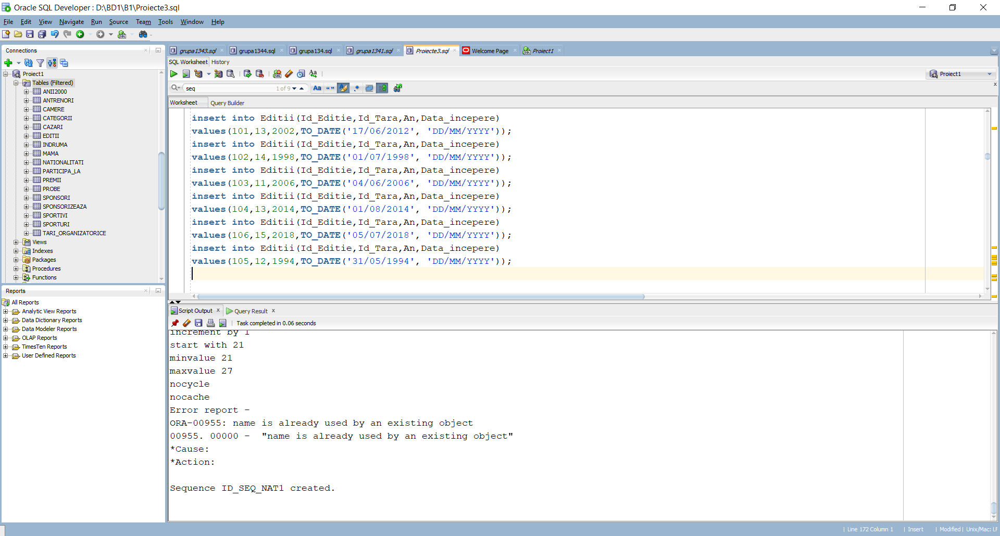 Oracle SQL Developer : D:\BD1\B1\Proiecte3.sql
File Edit View Navigate Run Source Team Tools Window Help
Connections
Proiect1
Tables (Filtered)
ANII2000
ANTRENORI
CAMERE
CATEGORII
CAZARI
EDITII
INDRUMA
MAMA
NATIONALITATI
PARTICIPA_LA
PREMII
PROBE
SPONSORI
SPONSORIZEAZA
SPORTIVI
SPORTURI
TARI_ORGANIZATORICE
Views
Indexes
Packages
Procedures
Functions
Reports
All Reports
Analytic View Reports
Data Dictionary Reports
Data Modeler Reports
OLAP Reports
TimesTen Reports
User Defined Reports
grupa1343.sql grupa1344.sql grupa134.sql grupa1341.sql Proiecte3.sql Welcome Page Proiect1
SQL Worksheet History
Proiect1
seq 1 of 9
Worksheet Query Builder
insert into Editii(Id_Editie,Id_Tara,An,Data_incepere)
values(101,13,2002,TO_DATE('17/06/2012', 'DD/MM/YYYY'));
insert into Editii(Id_Editie,Id_Tara,An,Data_incepere)
values(102,14,1998,TO_DATE('01/07/1998', 'DD/MM/YYYY'));
insert into Editii(Id_Editie,Id_Tara,An,Data_incepere)
values(103,11,2006,TO_DATE('04/06/2006', 'DD/MM/YYYY'));
insert into Editii(Id_Editie,Id_Tara,An,Data_incepere)
values(104,13,2014,TO_DATE('01/08/2014', 'DD/MM/YYYY'));
insert into Editii(Id_Editie,Id_Tara,An,Data_incepere)
values(106,15,2018,TO_DATE('05/07/2018', 'DD/MM/YYYY'));
insert into Editii(Id_Editie,Id_Tara,An,Data_incepere)
values(105,12,1994,TO_DATE('31/05/1994', 'DD/MM/YYYY'));
Script Output Query Result
Task completed in 0.06 seconds
increment by 1
start with 21
minvalue 21
maxvalue 27
nocycle
nocache
Error report -
ORA-00955: name is already used by an existing object
00955. 00000 - "name is already used by an existing object"
*Cause:
*Action:
Sequence ID_SEQ_NAT1 created.
Line 172 Column 1 Insert Modified Unix/Mac: LF